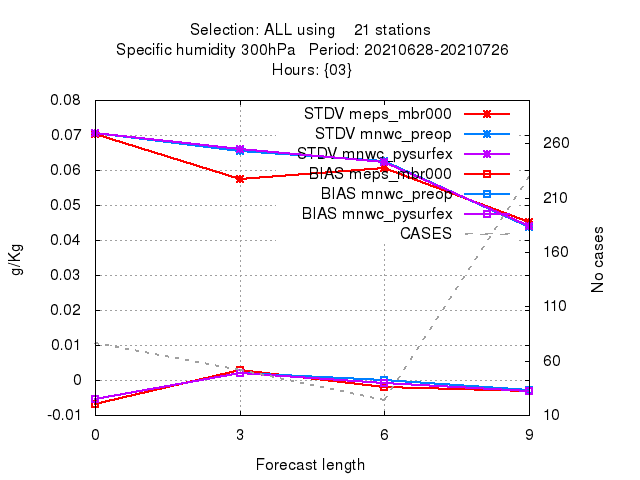 Selection: ALL using 21 stations
Specific humidity 300hPa Period: 20210628-20210726
Hours: {03}
0.08
0.07
0.06
0.05
0.04
0.03
0.02
0.01
0
-0.01
g/Kg
STDV meps_mbr000
STDV mnwc_preop
STDV mnwc_pysurfex
BIAS meps_mbr000
BIAS mnwc_preop
BIAS mnwc_pysurfex
CASES
260
210
160
110
60
10
No cases
0 3 6 9
Forecast length